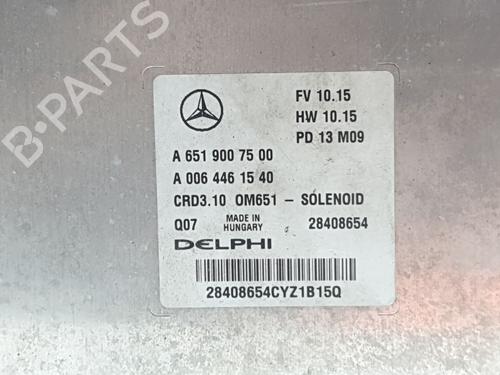 B-PARTS
FV 10.15
HW 10.15
PD 13 M09
A 651 900 75 00
A 006 446 15 40
CRD3.10 OM651 - SOLENOID
Q07 MADE IN HUNGARY 28408654
DELPHI
28408654CYZ1B15Q